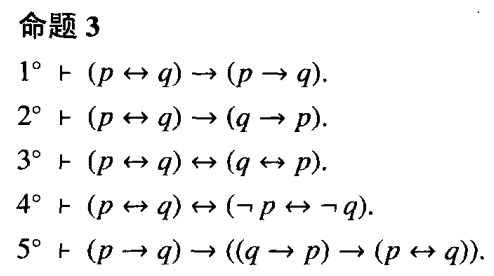 命题 3
1° ⊢ (p ↔ q) → (p → q).
2° ⊢ (p ↔ q) → (q → p).
3° ⊢ (p ↔ q) ↔ (q ↔ p).
4° ⊢ (p ↔ q) ↔ (¬ p ↔ ¬ q).
5° ⊢ (p → q) → ((q → p) → (p ↔ q)).